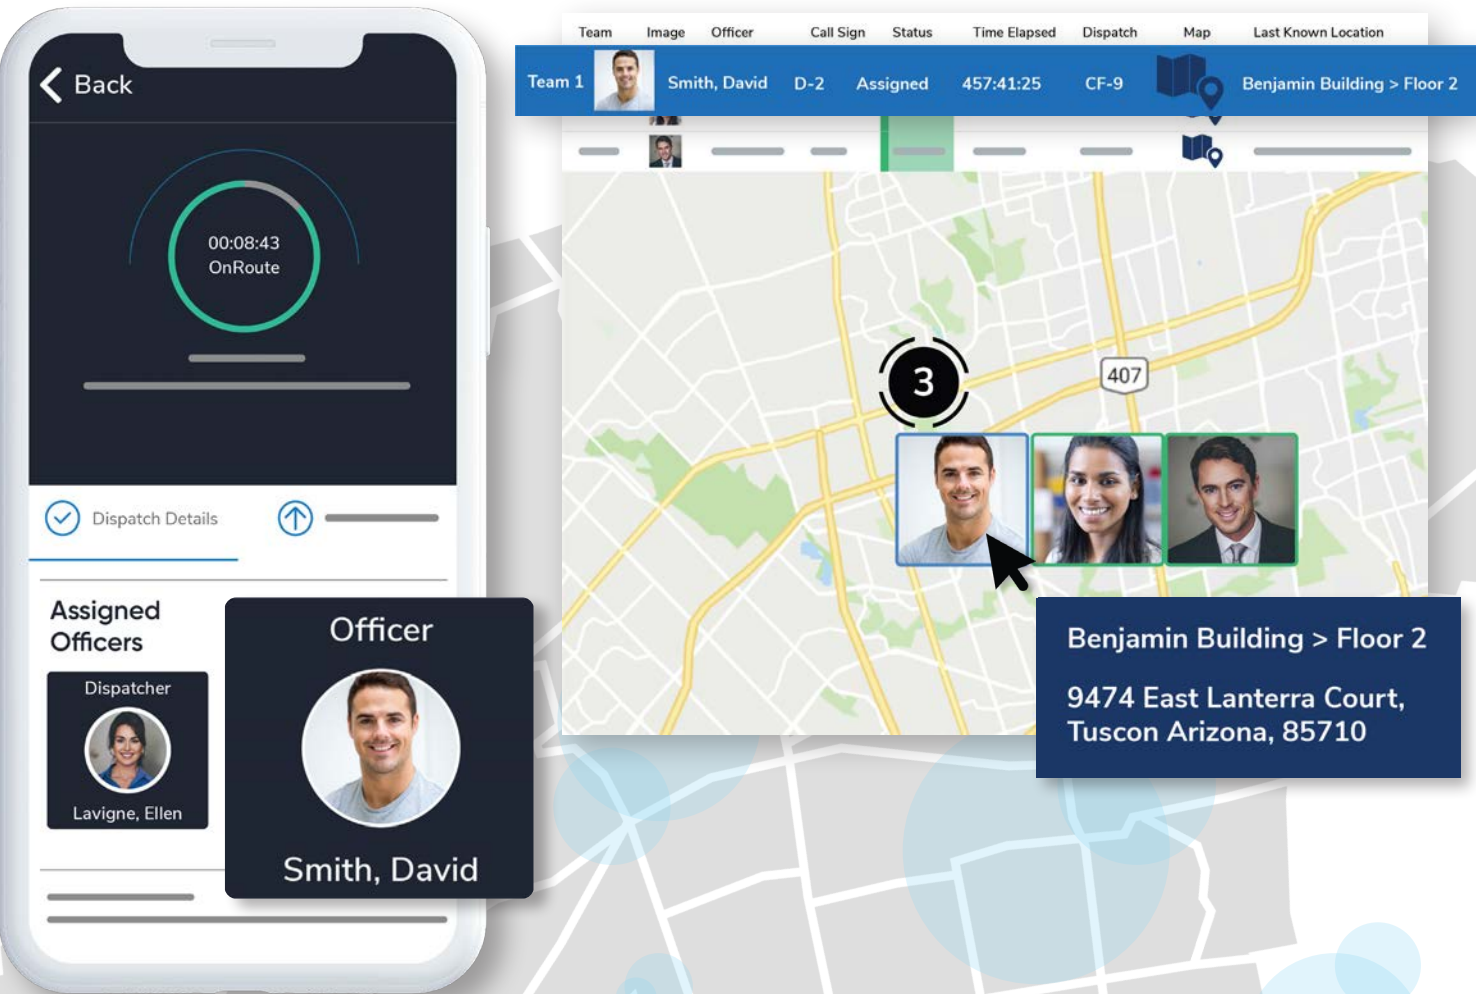 Back
00:08:43
OnRoute
Dispatch Details
Assigned
Officers
Dispatcher
Lavigne, Ellen
Officer
Smith, David
Team Image Officer Call Sign Status Time Elapsed Dispatch Map Last Known Location
Team 1 Smith, David D-2 Assigned 457:41:25 CF-9 Benjamin Building > Floor 2
3
407
Benjamin Building > Floor 2
9474 East Lanterra Court,
Tuscon Arizona, 85710